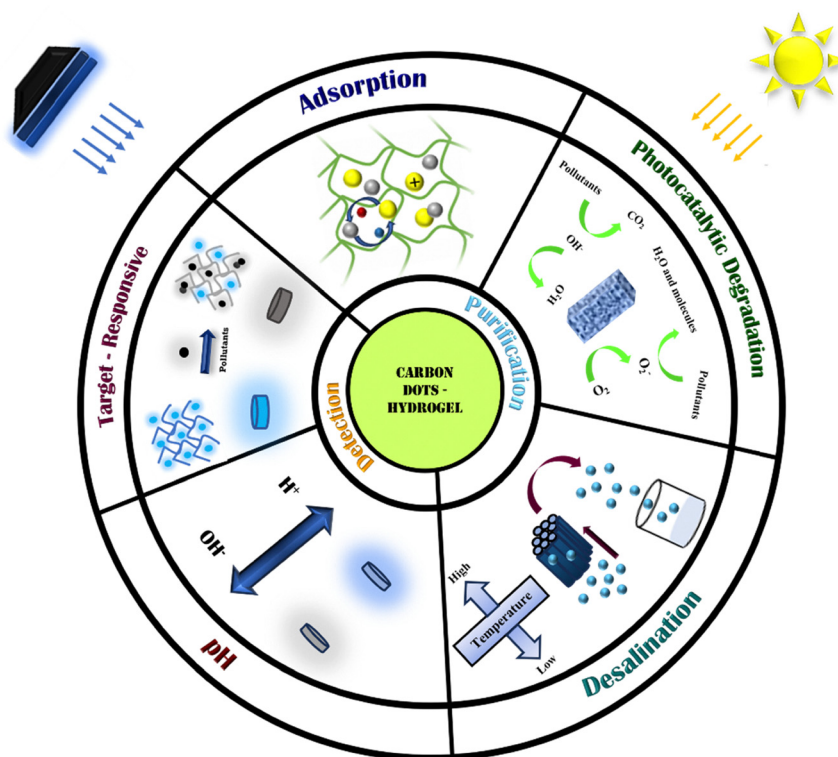 Adsorption
Photocatalytic Degradation
Desalination
pH
Target - Responsive
Purification
Detection
CARBON
DOTS -
HYDROGEL
+
Pollutants
CO₂
OH⁻
H₂O
H₂O and molecules
O₂
O₂⁻
Pollutants
High
Temperature
Low
H⁺
OH⁻
Pollutants